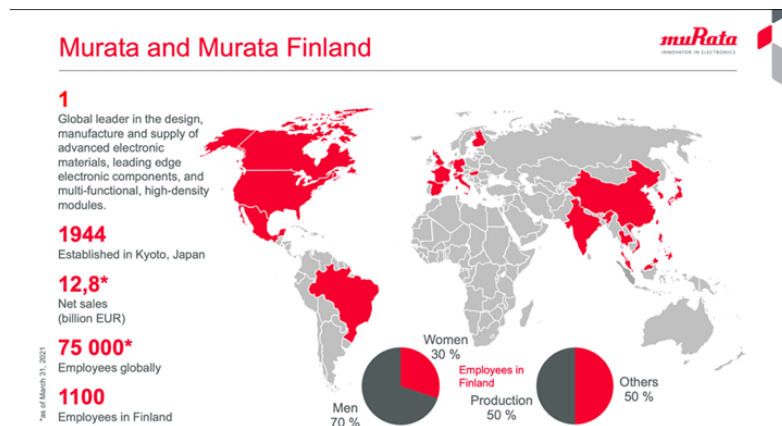 Murata and Murata Finland
muRata
INNOVATOR IN ELECTRONICS
1
Global leader in the design,
manufacture and supply of
advanced electronic
materials, leading edge
electronic components, and
multi-functional, high-density
modules.
1944
Established in Kyoto, Japan
12,8*
Net sales
(billion EUR)
75 000*
Employees globally
1100
Employees in Finland
*as of March 31, 2021
Women
30 %
Men
70 %
Employees in
Finland
Production
50 %
Others
50 %